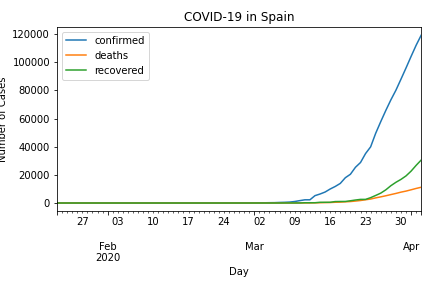 COVID-19 in Spain
120000
100000
80000
60000
40000
20000
0
Number of Cases
confirmed
deaths
recovered
27 03 10 17 24 02 09 16 23 30
Feb Mar Apr
2020
Day